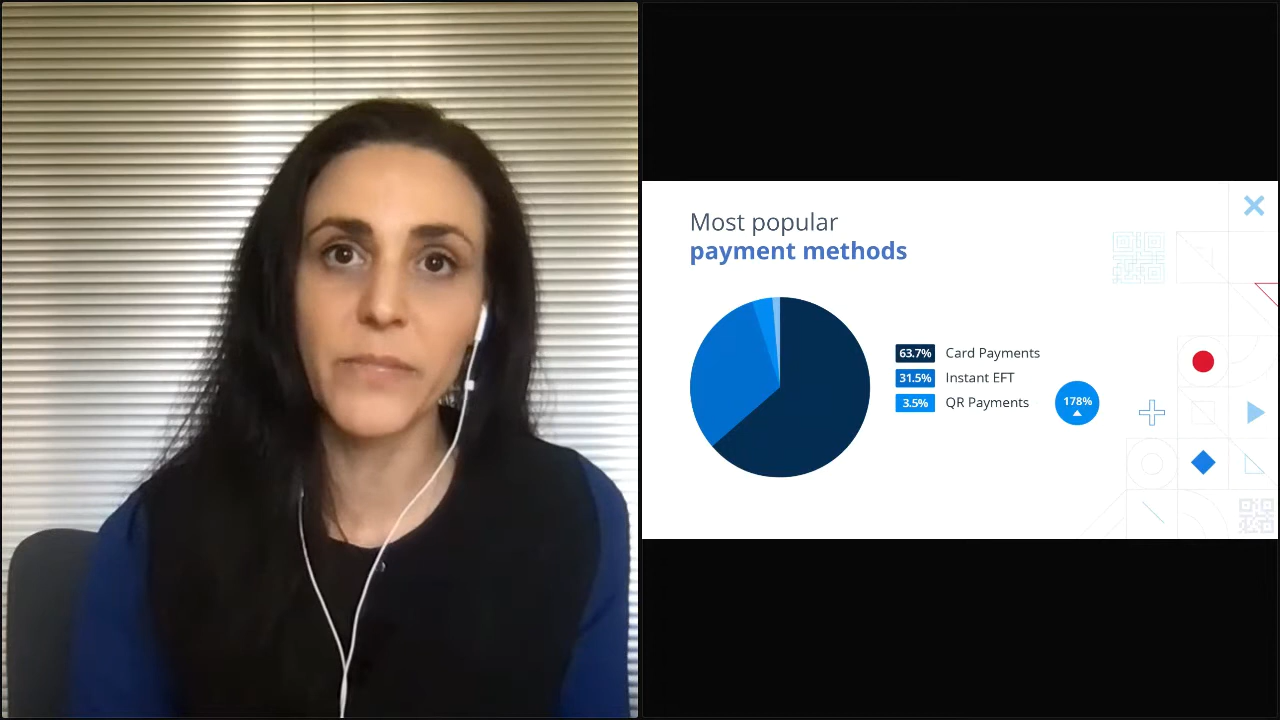 Most popular
payment methods
63.7% Card Payments
31.5% Instant EFT
3.5% QR Payments
178%